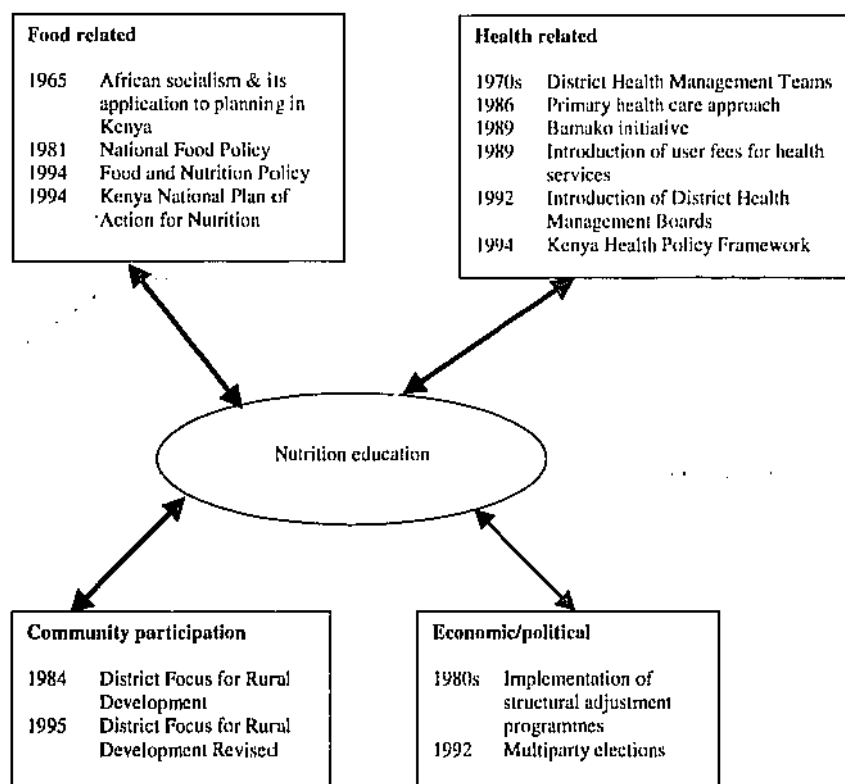 Food related
1965 African socialism & its
application to planning in
Kenya
1981 National Food Policy
1994 Food and Nutrition Policy
1994 Kenya National Plan of
Action for Nutrition
Health related
1970s District Health Management Teams
1986 Primary health care approach
1989 Bamako initiative
1989 Introduction of user fees for health
services
1992 Introduction of District Health
Management Boards
1994 Kenya Health Policy Framework
Nutrition education
Community participation
1984 District Focus for Rural
Development
1995 District Focus for Rural
Development Revised
Economic/political
1980s Implementation of
structural adjustment
programmes
1992 Multiparty elections